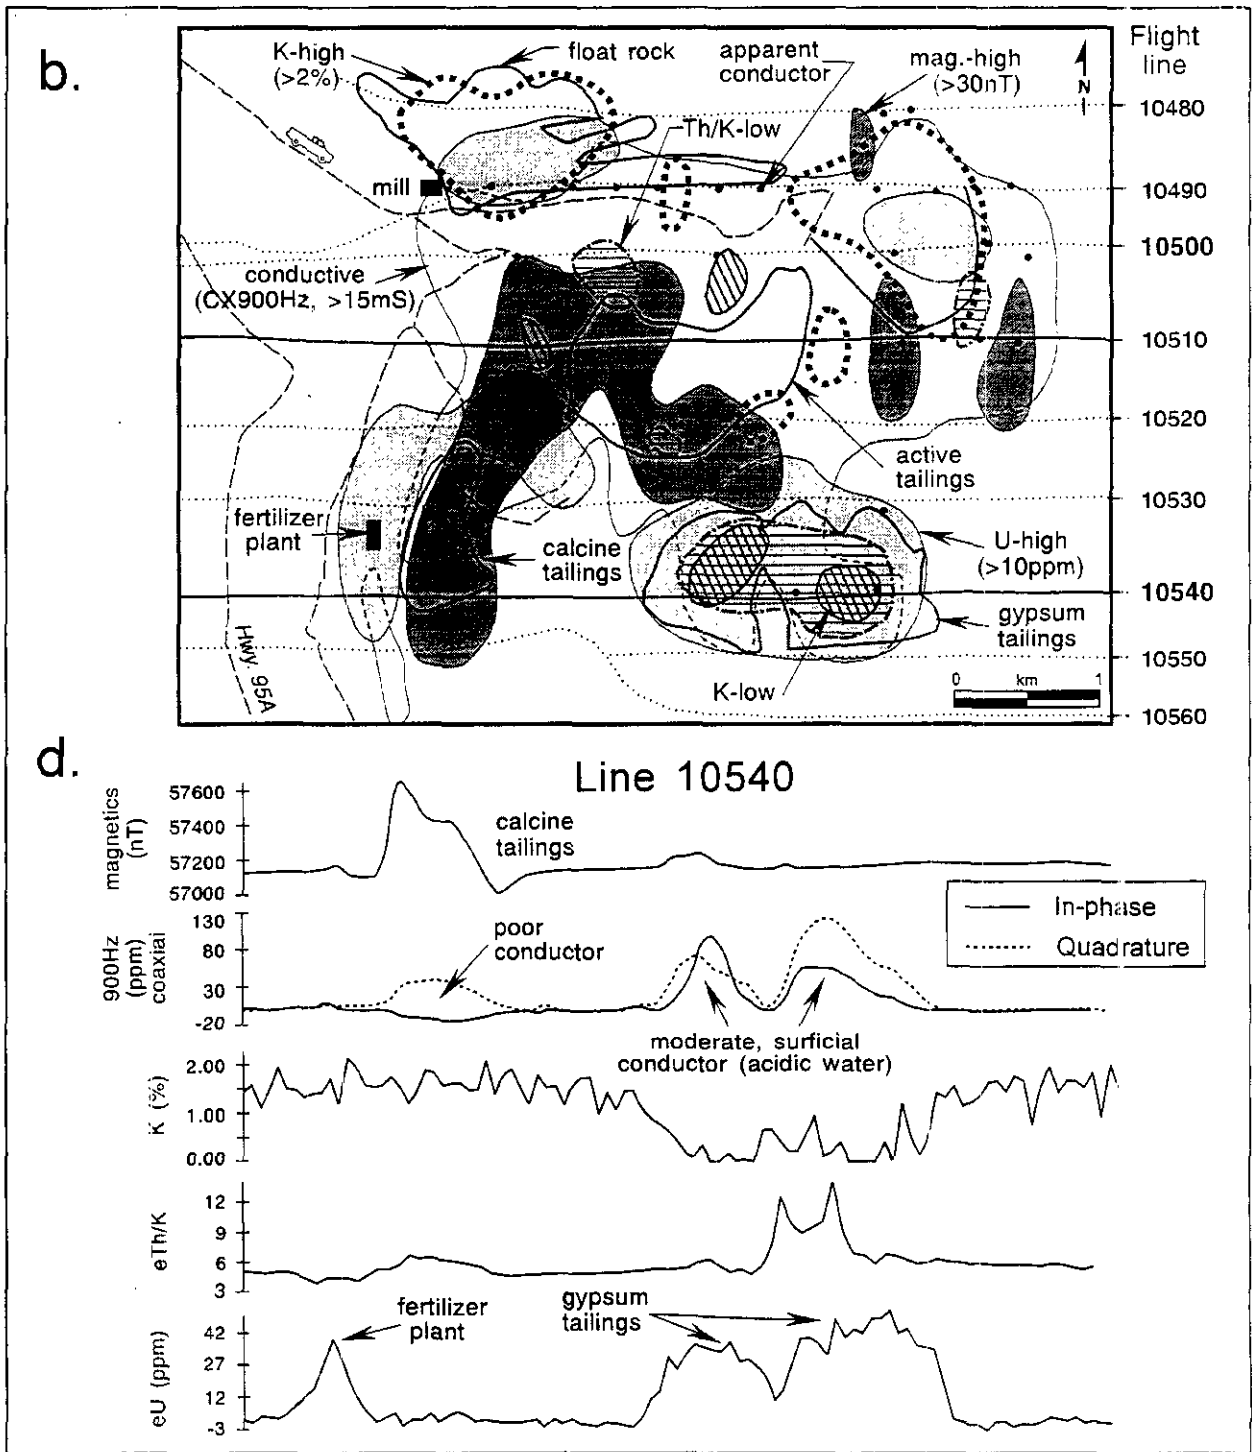 b.
K-high
(>2%)
float rock
apparent
conductor
mag.-high
(>30nT)
N
Flight
line
10480
10490
10500
10510
10520
10530
10540
10550
10560
Th/K-low
mill
conductive
(CX900Hz, >15mS)
active
tailings
fertilizer
plant
calcine
tailings
U-high
(>10ppm)
gypsum
tailings
K-low
Hwy 95A
0 km 1
d.
Line 10540
magnetics
(nT)
57600
57400
57200
57000
calcine
tailings
In-phase
Quadrature
900Hz
(ppm)
coaxial
130
80
30
-20
poor
conductor
moderate, surficial
conductor (acidic water)
K (%)
2.00
1.00
0.00
eTh/K
12
9
6
3
fertilizer
plant
gypsum
tailings
eU (ppm)
42
27
12
-3